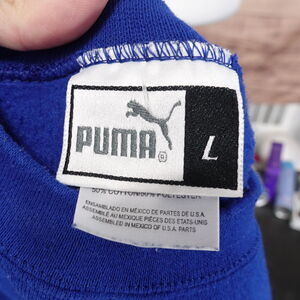 PUMA®
L
50% COTTON/50% POLYESTER
ENSAMBLADO EN MÉXICO DE PARTES DE U.S.A.
ASSEMBLÉ AU MEXIQUE PIÈCES DES ETATS-UNIS
ASSEMBLED IN MEXICO OF U.S.A. PARTS